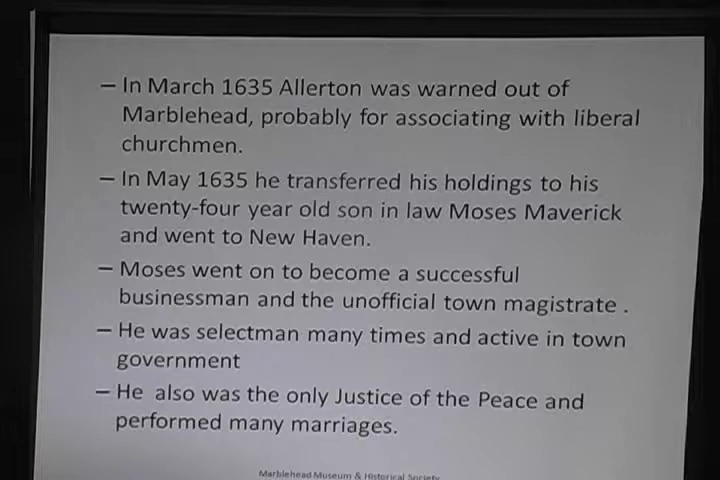 – In March 1635 Allerton was warned out of
Marblehead, probably for associating with liberal
churchmen.
– In May 1635 he transferred his holdings to his
twenty-four year old son in law Moses Maverick
and went to New Haven.
– Moses went on to become a successful
businessman and the unofficial town magistrate .
– He was selectman many times and active in town
government
– He also was the only Justice of the Peace and
performed many marriages.
Marblehead Museum & Historical Society